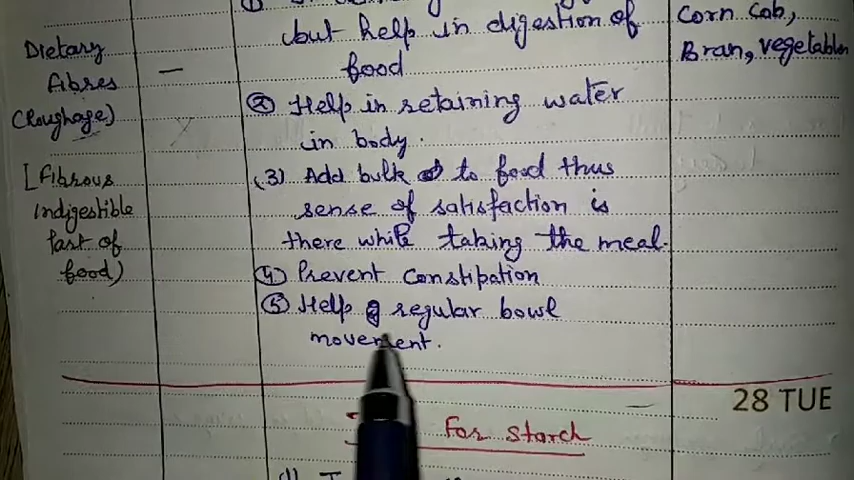 but help in digestion of
food
Corn Cob,
Bran, vegetables
Dietary
fibres
(Roughage)
[Fibrous
indigestible
Part of
food)
—
(2) Help in retaining water
in body.
(3) Add bulk to food thus
sense of satisfaction is
there while taking the meal.
(4) Prevent Constipation
(5) Help regular bowl
movement.
28 TUE
For starch